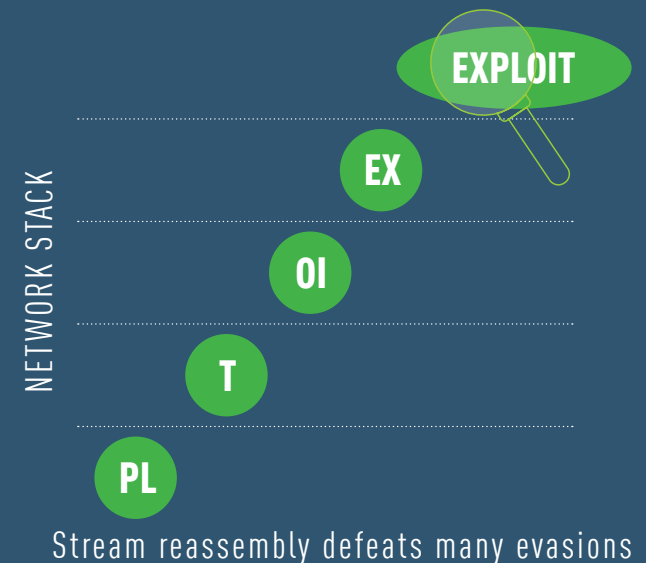 EXPLOIT
EX
OI
T
PL
NETWORK STACK
Stream reassembly defeats many evasions